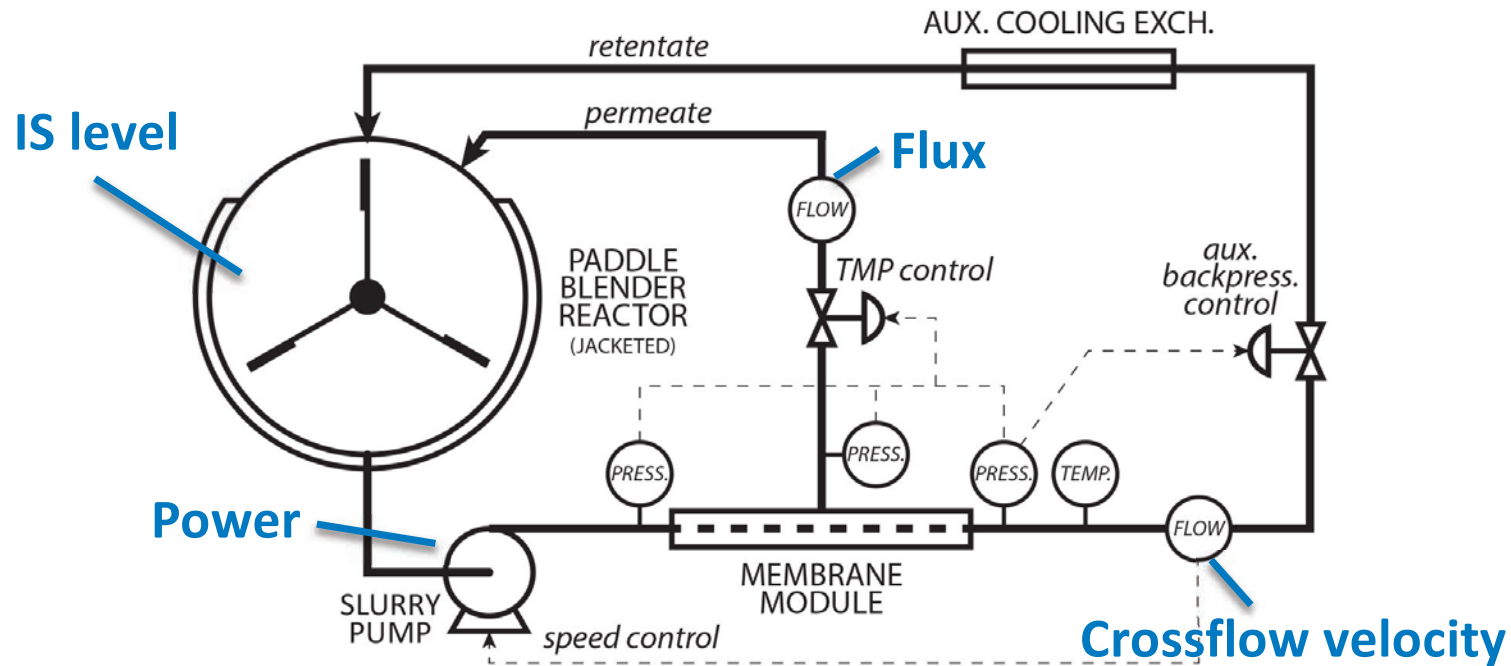 AUX. COOLING EXCH.
retentate
permeate
IS level
Flux
FLOW
PADDLE
BLENDER
REACTOR
(JACKETED)
TMP control
aux.
backpress.
control
PRESS.
PRESS.
PRESS.
TEMP.
Power
FLOW
MEMBRANE
MODULE
SLURRY
PUMP
speed control
Crossflow velocity